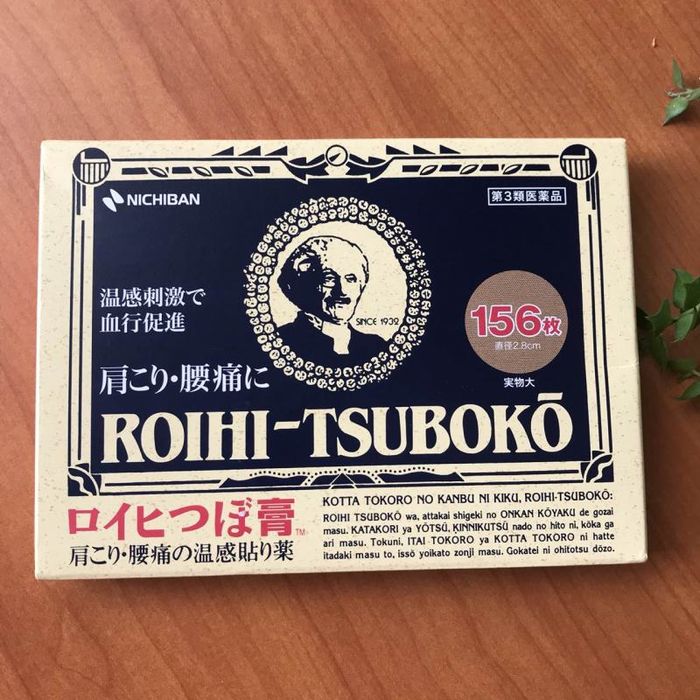 NICHIBAN
第3類医薬品
温感刺激で
血行促進
SINCE 1932
156枚
直径2.8cm
実物大
肩こり・腰痛に
ROIHI-TSUBOKŌ
ロイヒつぼ膏™
肩こり・腰痛の温感貼り薬
KOTTA TOKORO NO KANBU NI KIKU, ROIHI-TSUBOKŌ:
ROIHI TSUBOKŌ wa, attakai shigeki no ONKAN KŌYAKU de gozai
masu. KATAKORI ya YŌTSŪ, KINNIKUTSŪ nado no hito ni, kōka ga
ari masu. Tokuni, ITAI TOKORO ya KOTTA TOKORO ni hatte
itadaki masu to, issō yoikato zonji masu. Gokatei ni ohitotsu dōzo.